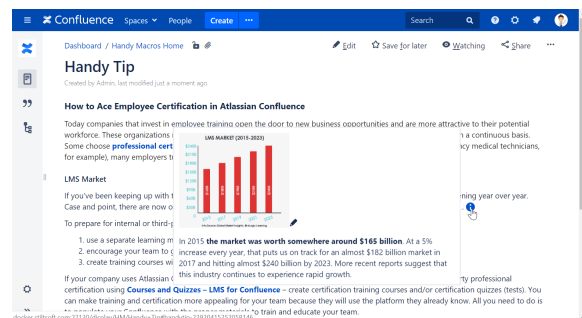 Confluence Spaces People Create ··· Search
Dashboard / Handy Macros Home Edit Save for later Watching Share ···
Handy Tip
Created by Admin, last modified just a moment ago
How to Ace Employee Certification in Atlassian Confluence
Today companies that invest in employee training open the door to new business opportunities and are more attractive to their potential
workforce. These organizations n a continuous basis.
Some choose professional cert ncy medical technicians,
for example), many employers
LMS MARKET (2015-2023)
2015 2017 2019 2021 2023
LMS Market
If you've been keeping up with ening year over year.
Case and point, there are now
To prepare for internal or third-
1. use a separate learning m
2. encourage your team to
3. create training courses wi
In 2015 the market was worth somewhere around $165 billion. At a 5%
increase every year, that puts us on track for an almost $182 billion market in
2017 and hitting almost $240 billion by 2023. More recent reports suggest that
this industry continues to experience rapid growth.
If your company uses Atlassian rty professional
certification using Courses and Quizzes – LMS for Confluence – create certification training courses and/or certification quizzes (tests). You
can make training and certification more appealing for your team because they will use the platform they already know. All you need to do is
to train and educate your team.